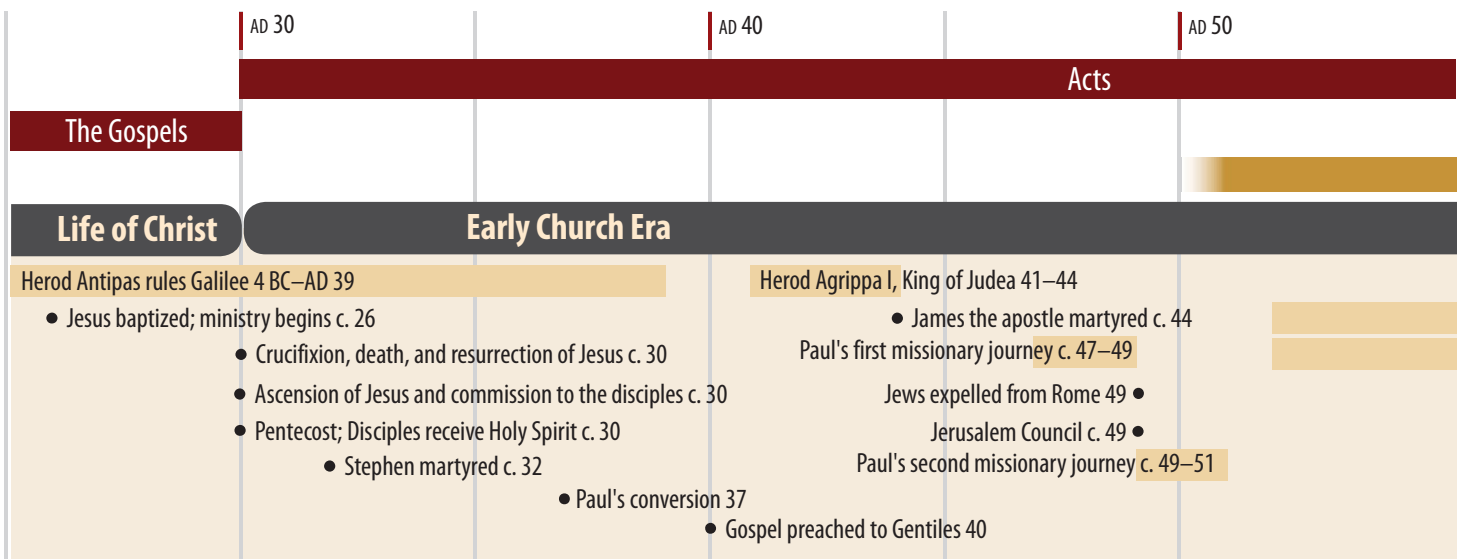 AD 30
AD 40
AD 50
Acts
The Gospels
Life of Christ
Early Church Era
Herod Antipas rules Galilee 4 BC–AD 39
Herod Agrippa I, King of Judea 41–44
Jesus baptized; ministry begins c. 26
James the apostle martyred c. 44
Crucifixion, death, and resurrection of Jesus c. 30
Paul's first missionary journey c. 47–49
Ascension of Jesus and commission to the disciples c. 30
Jews expelled from Rome 49
Pentecost; Disciples receive Holy Spirit c. 30
Jerusalem Council c. 49
Stephen martyred c. 32
Paul's second missionary journey c. 49–51
Paul's conversion 37
Gospel preached to Gentiles 40